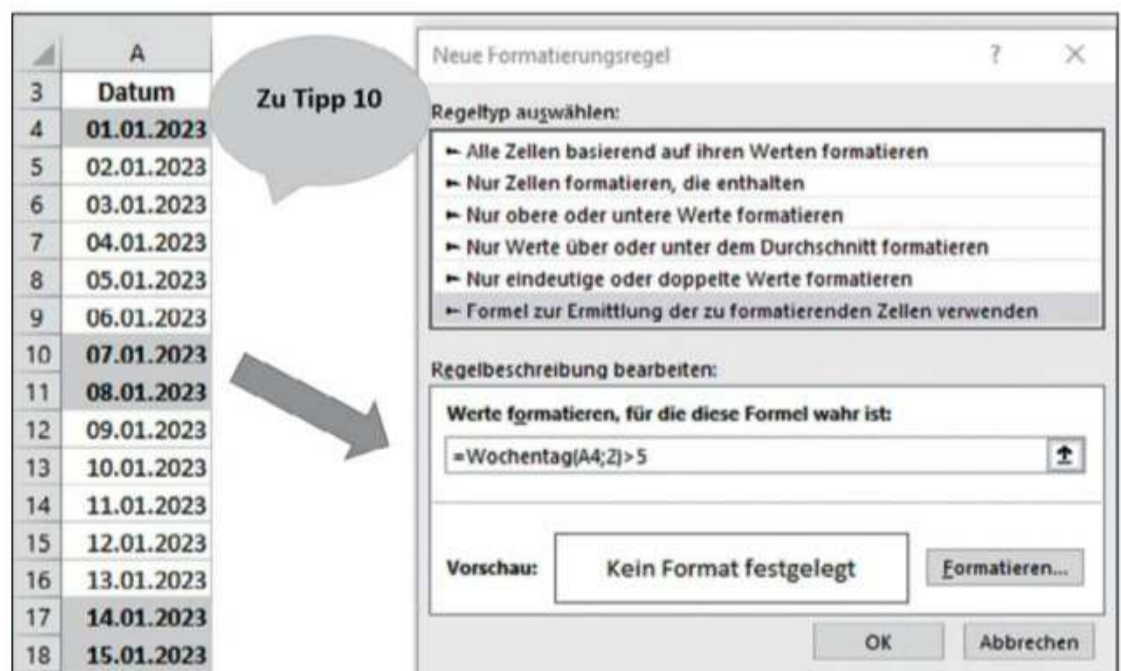 A
3 Datum
4 01.01.2023
5 02.01.2023
6 03.01.2023
7 04.01.2023
8 05.01.2023
9 06.01.2023
10 07.01.2023
11 08.01.2023
12 09.01.2023
13 10.01.2023
14 11.01.2023
15 12.01.2023
16 13.01.2023
17 14.01.2023
18 15.01.2023
Zu Tipp 10
Neue Formatierungsregel ? ×
Regeltyp auswählen:
► Alle Zellen basierend auf ihren Werten formatieren
► Nur Zellen formatieren, die enthalten
► Nur obere oder untere Werte formatieren
► Nur Werte über oder unter dem Durchschnitt formatieren
► Nur eindeutige oder doppelte Werte formatieren
► Formel zur Ermittlung der zu formatierenden Zellen verwenden
Regelbeschreibung bearbeiten:
Werte formatieren, für die diese Formel wahr ist:
=Wochentag(A4;2)>5
Vorschau: Kein Format festgelegt Formatieren...
OK Abbrechen